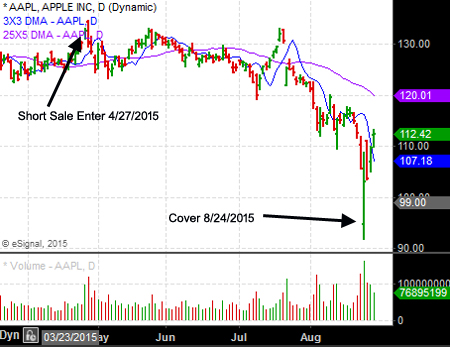 * AAPL, APPLE INC, D (Dynamic)
3X3 DMA - AAPL, D
25X5 DMA - AAPL, D
130.00
Short Sale Enter 4/27/2015
120.01
112.42
110.00
107.18
100.00
99.00
Cover 8/24/2015
© eSignal, 2015
90.00
* Volume - AAPL, D
100000000
76895199
Dyn
03/23/2015
ay
Jun
Jul
Aug